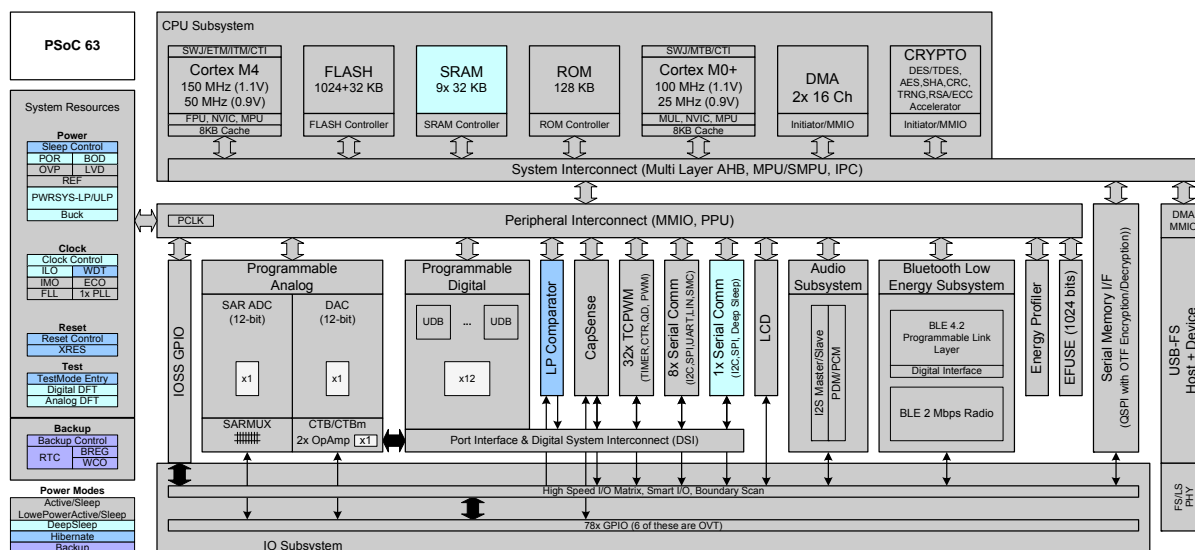 PSoC 63
System Resources
Power
Sleep Control
POR BOD
OVP LVD
REF
PWRSYS-LP/ULP
Buck
Clock
Clock Control
ILO WDT
IMO ECO
FLL 1x PLL
Reset
Reset Control
XRES
Test
TestMode Entry
Digital DFT
Analog DFT
Backup
Backup Control
RTC BREG
WCO
Power Modes
Active/Sleep
LowePowerActive/Sleep
DeepSleep
Hibernate
Backup
CPU Subsystem
SWJ/ETM/ITM/CTI
Cortex M4
150 MHz (1.1V)
50 MHz (0.9V)
FPU, NVIC, MPU
8KB Cache
FLASH
1024+32 KB
FLASH Controller
SRAM
9x 32 KB
SRAM Controller
ROM
128 KB
ROM Controller
SWJ/MTB/CTI
Cortex M0+
100 MHz (1.1V)
25 MHz (0.9V)
MUL, NVIC, MPU
8KB Cache
DMA
2x 16 Ch
Initiator/MMIO
CRYPTO
DES/TDES,
AES,SHA,CRC,
TRNG,RSA/ECC
Accelerator
Initiator/MMIO
System Interconnect (Multi Layer AHB, MPU/SMPU, IPC)
PCLK
Peripheral Interconnect (MMIO, PPU)
IOSS GPIO
Programmable
Analog
SAR ADC
(12-bit)
x1
DAC
(12-bit)
x1
SARMUX
CTB/CTBm
2x OpAmp x1
Programmable
Digital
UDB ... UDB
x12
LP Comparator
CapSense
32x TCPWM
(TIMER,CTR,QD, PWM)
8x Serial Comm
(I2C,SPI,UART,LIN,SMC)
1x Serial Comm
(I2C,SPI, Deep Sleep)
LCD
Port Interface & Digital System Interconnect (DSI)
Audio
Subsystem
I2S Master/Slave
PDM/PCM
Bluetooth Low
Energy Subsystem
BLE 4.2
Programmable Link
Layer
Digital Interface
BLE 2 Mbps Radio
Energy Profiler
EFUSE (1024 bits)
Serial Memory I/F
(QSPI with OTF Encryption/Decryption))
DMA
MMIO
USB-FS
Host + Device
FS/LS
PHY
High Speed I/O Matrix, Smart I/O, Boundary Scan
78x GPIO (6 of these are OVT)
IO Subsystem